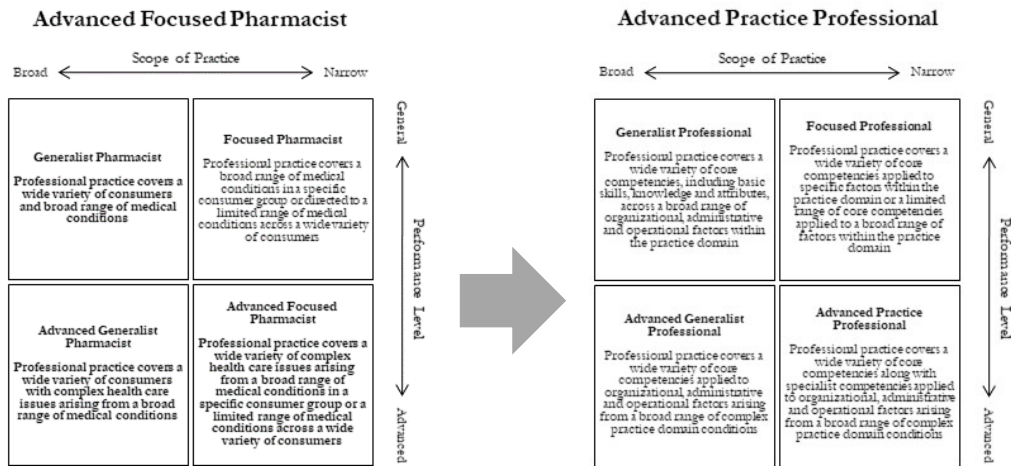 Advanced Focused Pharmacist
Scope of Practice
Broad
Narrow
Generalist Pharmacist
Professional practice covers a
wide variety of consumers
and broad range of medical
conditions
Focused Pharmacist
Professional practice covers a
broad range of medical
conditions in a specific
consumer group or directed to a
limited range of medical
conditions across a wide variety
of consumers
Advanced Generalist
Pharmacist
Professional practice covers a
wide variety of consumers
with complex health care
issues arising from a broad
range of medical conditions
Advanced Focused
Pharmacist
Professional practice covers a
wide variety of complex
health care issues arising
from a broad range of
medical conditions in a
specific consumer group or a
limited range of medical
conditions across a wide
variety of consumers
General
Performance Level
Advanced
Advanced Practice Professional
Scope of Practice
Broad
Narrow
Generalist Professional
Professional practice covers a
wide variety of core
competencies, including basic
skills, knowledge and attributes,
across a broad range of
organizational, administrative
and operational factors within
the practice domain
Focused Professional
Professional practice covers a
wide variety of core
competencies applied to
specific factors within the
practice domain or a limited
range of core competencies
applied to a broad range of
factors within the practice
domain
Advanced Generalist
Professional
Professional practice covers a
wide variety of core
competencies applied to
organizational, administrative
and operational factors arising
from a broad range of complex
practice domain conditions
Advanced Practice
Professional
Professional practice covers a
wide variety of core
competencies along with
specialist competencies applied
to organizational, administrative
and operational factors arising
from a broad range of complex
practice domain conditions
General
Performance Level
Advanced